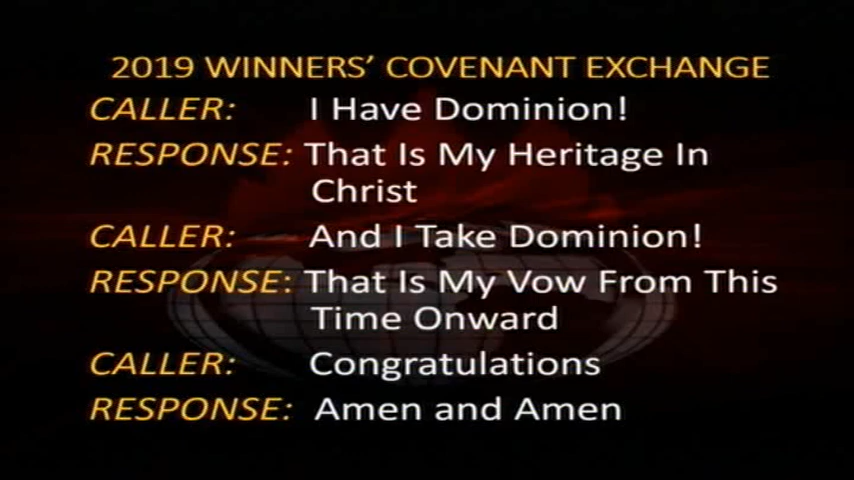 2019 WINNERS’ COVENANT EXCHANGE
CALLER: I Have Dominion!
RESPONSE: That Is My Heritage In
Christ
CALLER: And I Take Dominion!
RESPONSE: That Is My Vow From This
Time Onward
CALLER: Congratulations
RESPONSE: Amen and Amen